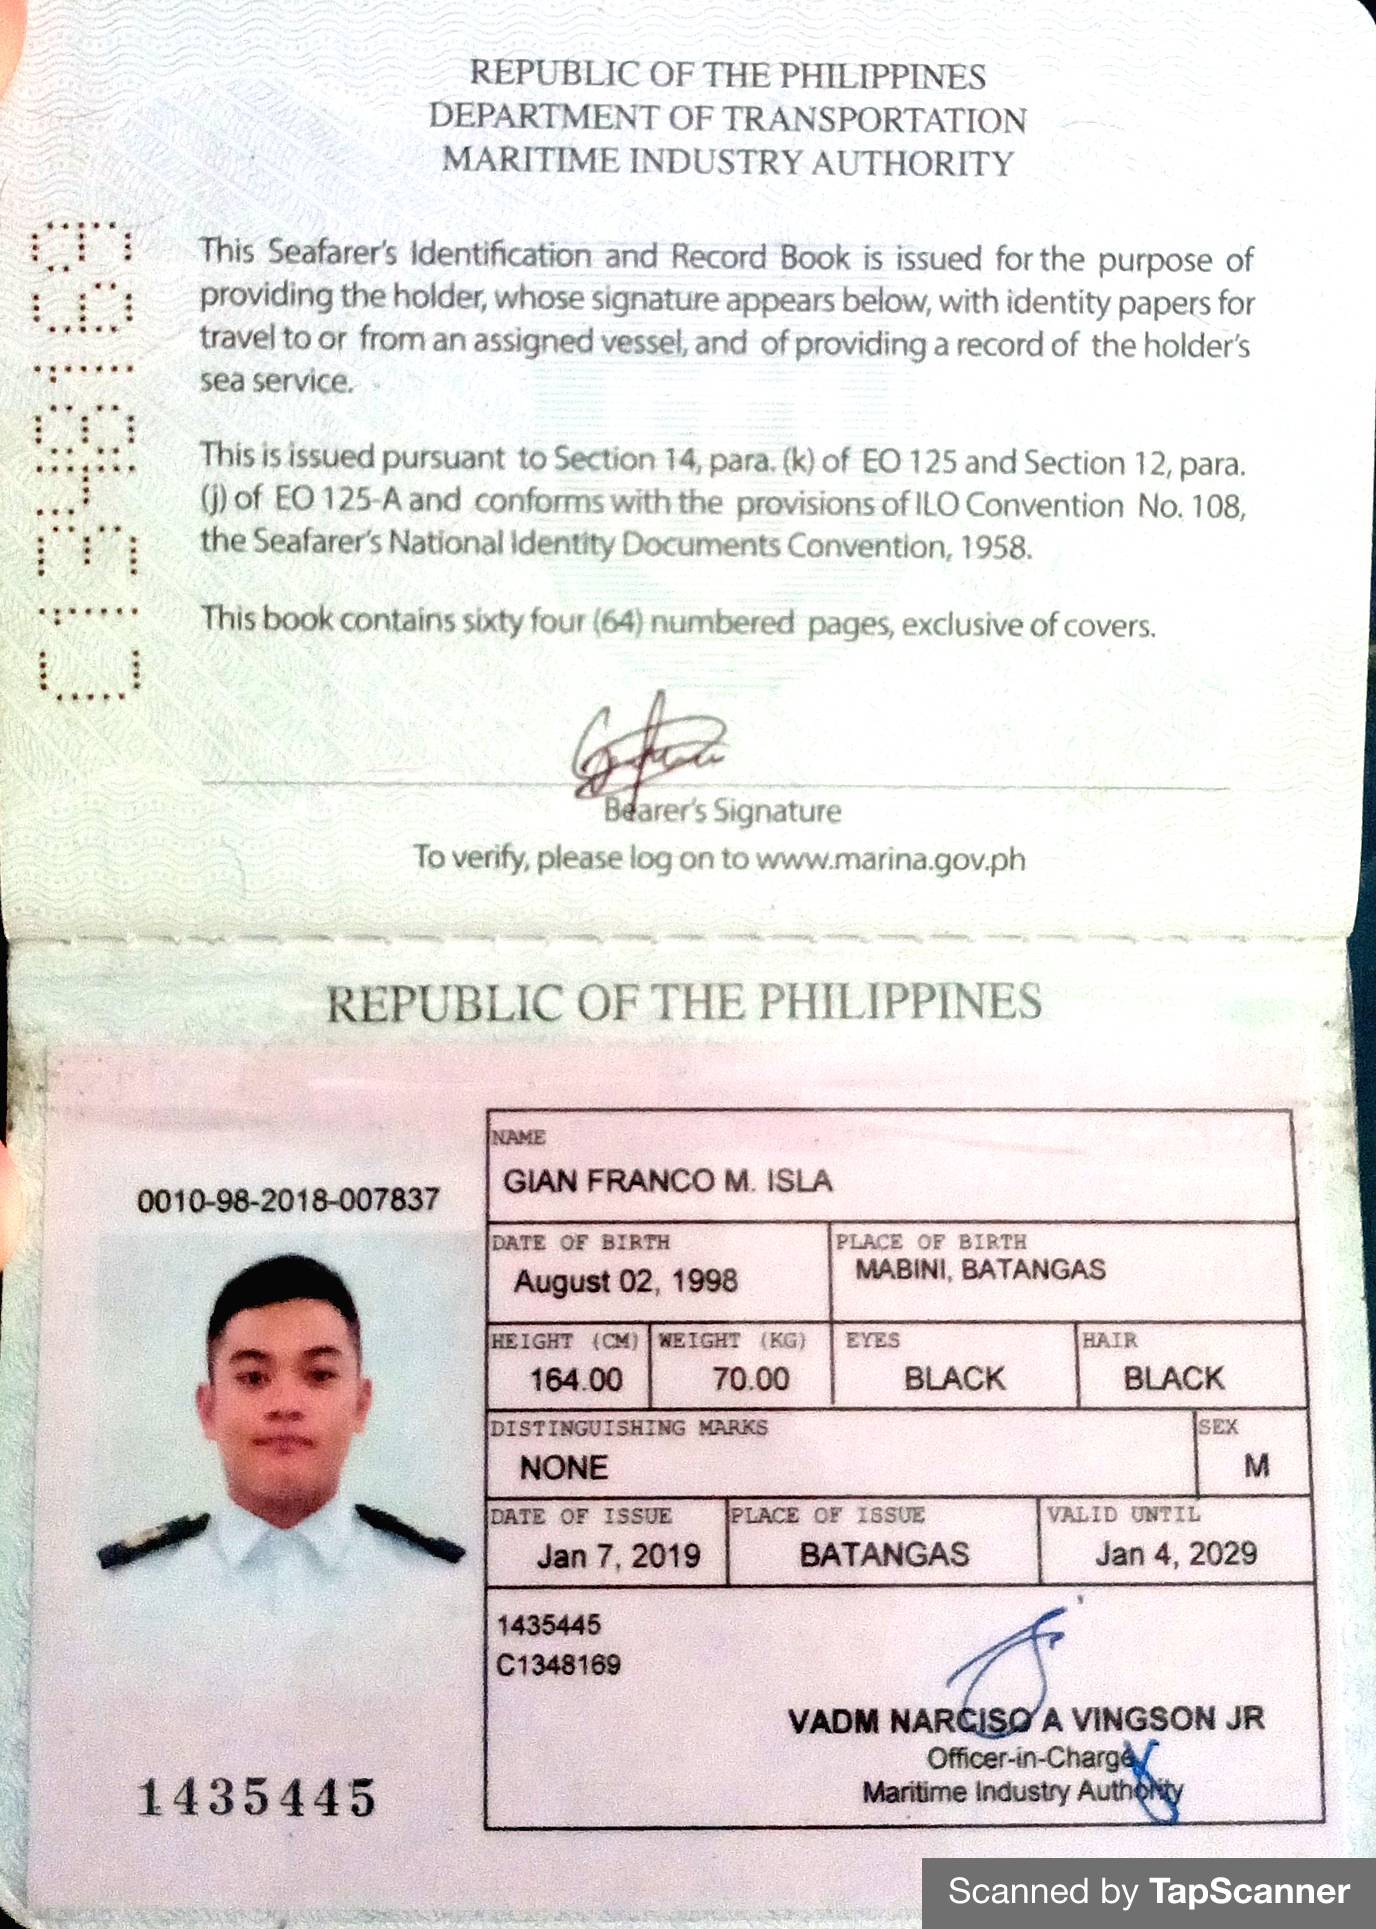 REPUBLIC OF THE PHILIPPINES
DEPARTMENT OF TRANSPORTATION
MARITIME INDUSTRY AUTHORITY
C1348169
This Seafarer's Identification and Record Book is issued for the purpose of
providing the holder, whose signature appears below, with identity papers for
travel to or from an assigned vessel, and of providing a record of the holder's
sea service.
This is issued pursuant to Section 14, para. (k) of EO 125 and Section 12, para.
(j) of EO 125-A and conforms with the provisions of ILO Convention No. 108,
the Seafarer's National Identity Documents Convention, 1958.
This book contains sixty four (64) numbered pages, exclusive of covers.
Bearer's Signature
To verify, please log on to www.marina.gov.ph
REPUBLIC OF THE PHILIPPINES
0010-98-2018-007837
NAME
GIAN FRANCO M. ISLA
DATE OF BIRTH PLACE OF BIRTH
August 02, 1998 MABINI, BATANGAS
HEIGHT (CM) WEIGHT (KG) EYES HAIR
164.00 70.00 BLACK BLACK
DISTINGUISHING MARKS SEX
NONE M
DATE OF ISSUE PLACE OF ISSUE VALID UNTIL
Jan 7, 2019 BATANGAS Jan 4, 2029
1435445
C1348169
VADM NARCISO A VINGSON JR
Officer-in-Charge
Maritime Industry Authority
1435445
Scanned by TapScanner